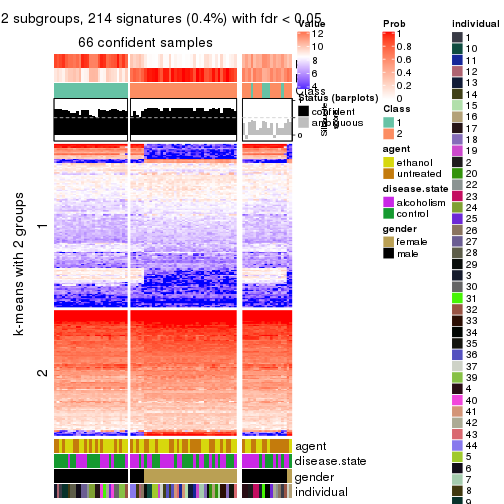 2 subgroups, 214 signatures (0.4%) with fdr < 0.05
66 confident samples
k-means with 2 groups
1
2
agent
disease.state
gender
individual
Value
12
10
8
6
4
Class
Status (barplots)
confident
ambiguous
0
Prob
1
0.8
0.6
0.4
0.2
0
Class
1
2
agent
ethanol
untreated
disease.state
alcoholism
control
gender
female
male
individual
1
10
11
12
13
14
15
16
17
18
19
2
20
22
23
24
25
26
27
28
29
3
30
31
32
33
34
35
36
37
39
4
40
41
42
43
44
5
6
7
8
9